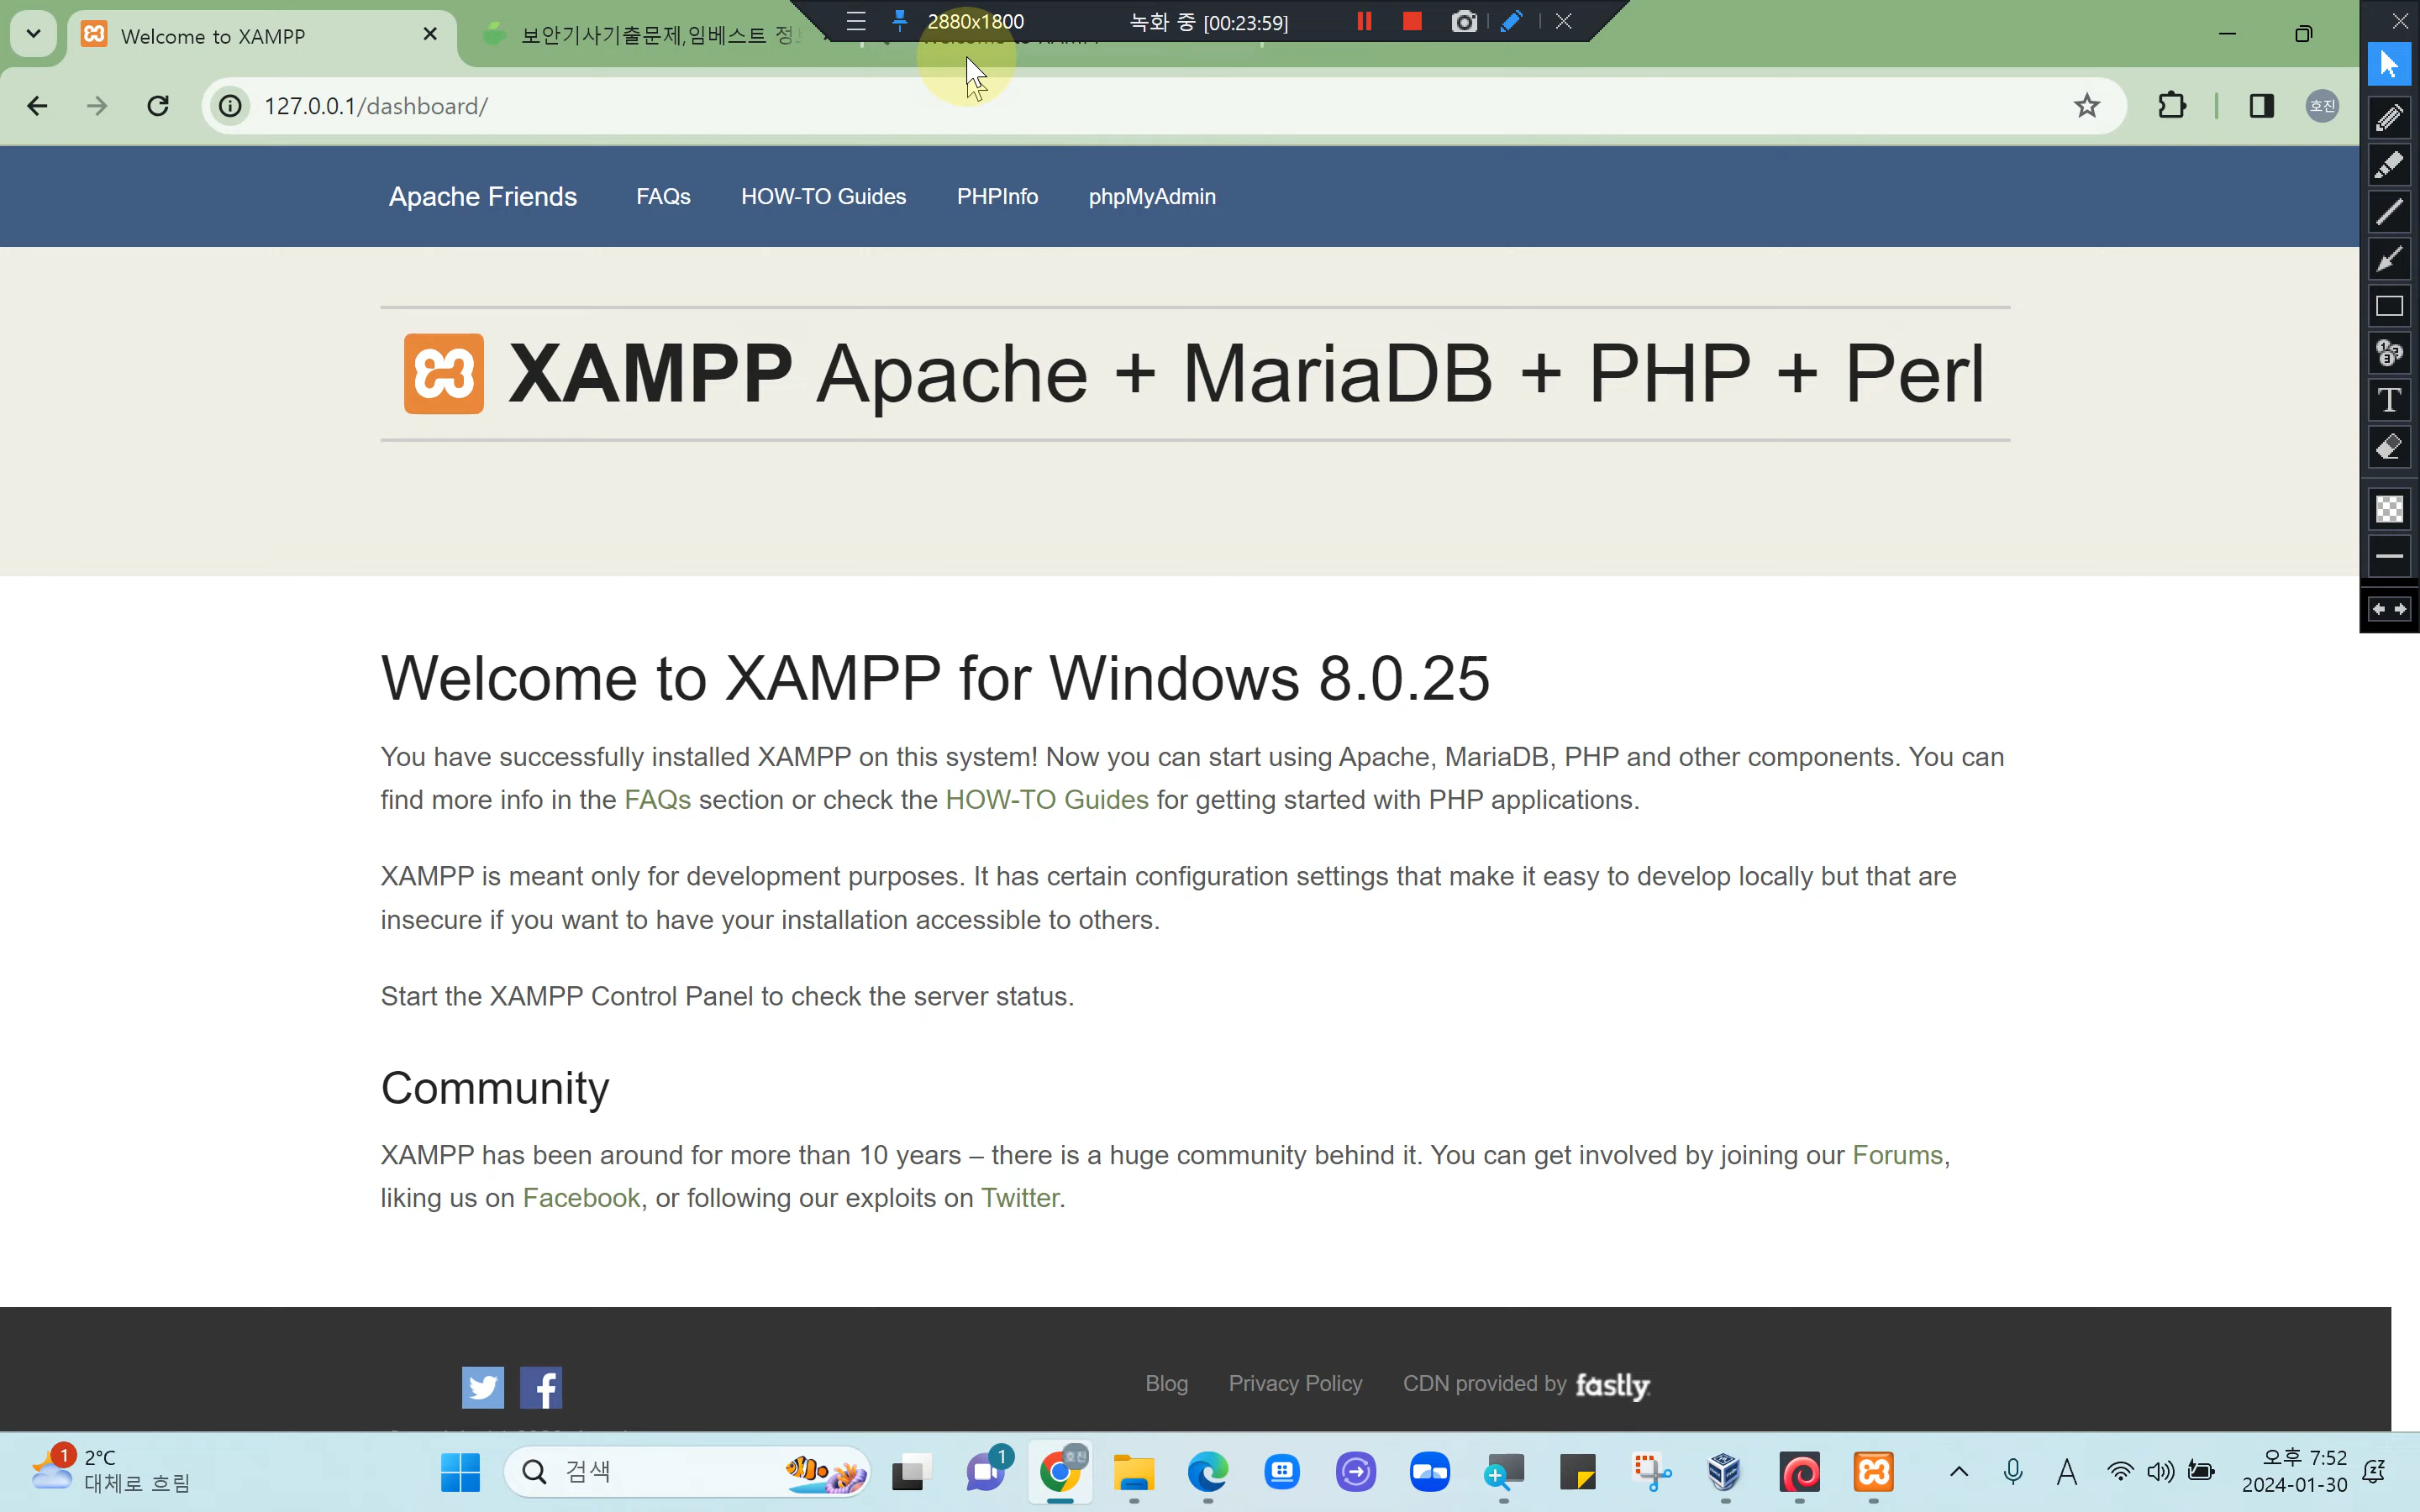 Welcome to XAMPP
보안기사기출문제,임베스트 정
2880x1800
녹화 중 [00:23:59]
127.0.0.1/dashboard/
호진
Apache Friends
FAQs
HOW-TO Guides
PHPInfo
phpMyAdmin
XAMPP Apache + MariaDB + PHP + Perl
Welcome to XAMPP for Windows 8.0.25
You have successfully installed XAMPP on this system! Now you can start using Apache, MariaDB, PHP and other components. You can
find more info in the FAQs section or check the HOW-TO Guides for getting started with PHP applications.
XAMPP is meant only for development purposes. It has certain configuration settings that make it easy to develop locally but that are
insecure if you want to have your installation accessible to others.
Start the XAMPP Control Panel to check the server status.
Community
XAMPP has been around for more than 10 years – there is a huge community behind it. You can get involved by joining our Forums,
liking us on Facebook, or following our exploits on Twitter.
Blog
Privacy Policy
CDN provided by fastly
1
2°C
대체로 흐림
검색
1
호진
A
오후 7:52
2024-01-30